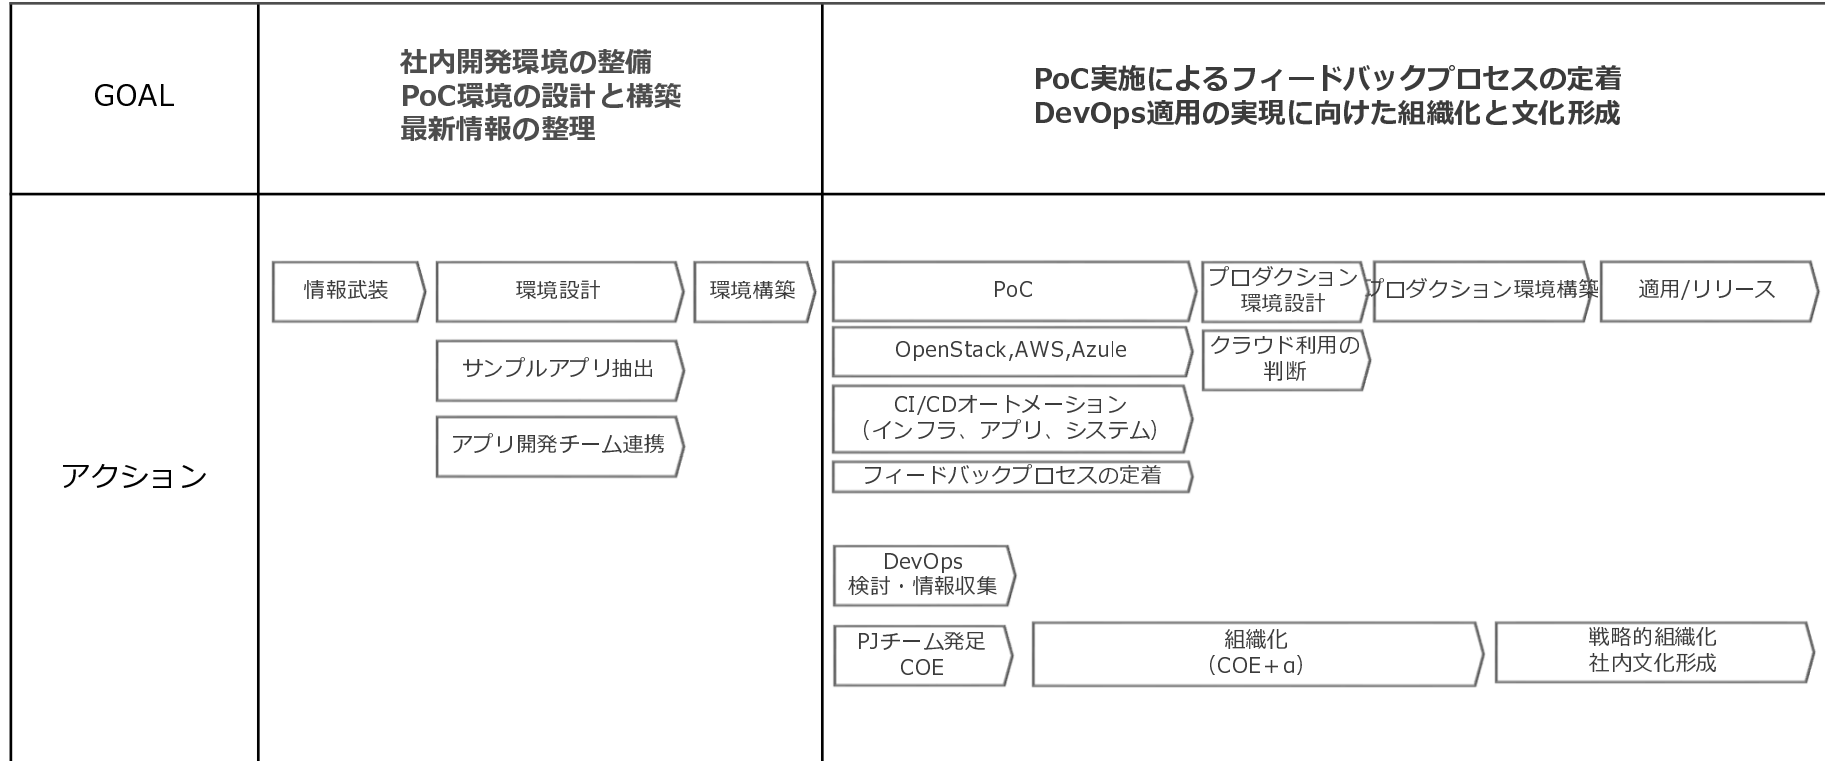 GOAL
社内開発環境の整備
PoC環境の設計と構築
最新情報の整理
PoC実施によるフィードバックプロセスの定着
DevOps適用の実現に向けた組織化と文化形成
アクション
情報武装
環境設計
環境構築
サンプルアプリ抽出
アプリ開発チーム連携
PoC
プロダクション
環境設計
プロダクション環境構築
適用/リリース
OpenStack,AWS,Azule
クラウド利用の
判断
CI/CDオートメーション
（インフラ、アプリ、システム）
フィードバックプロセスの定着
DevOps
検討・情報収集
PJチーム発足
COE
組織化
（COE＋α）
戦略的組織化
社内文化形成